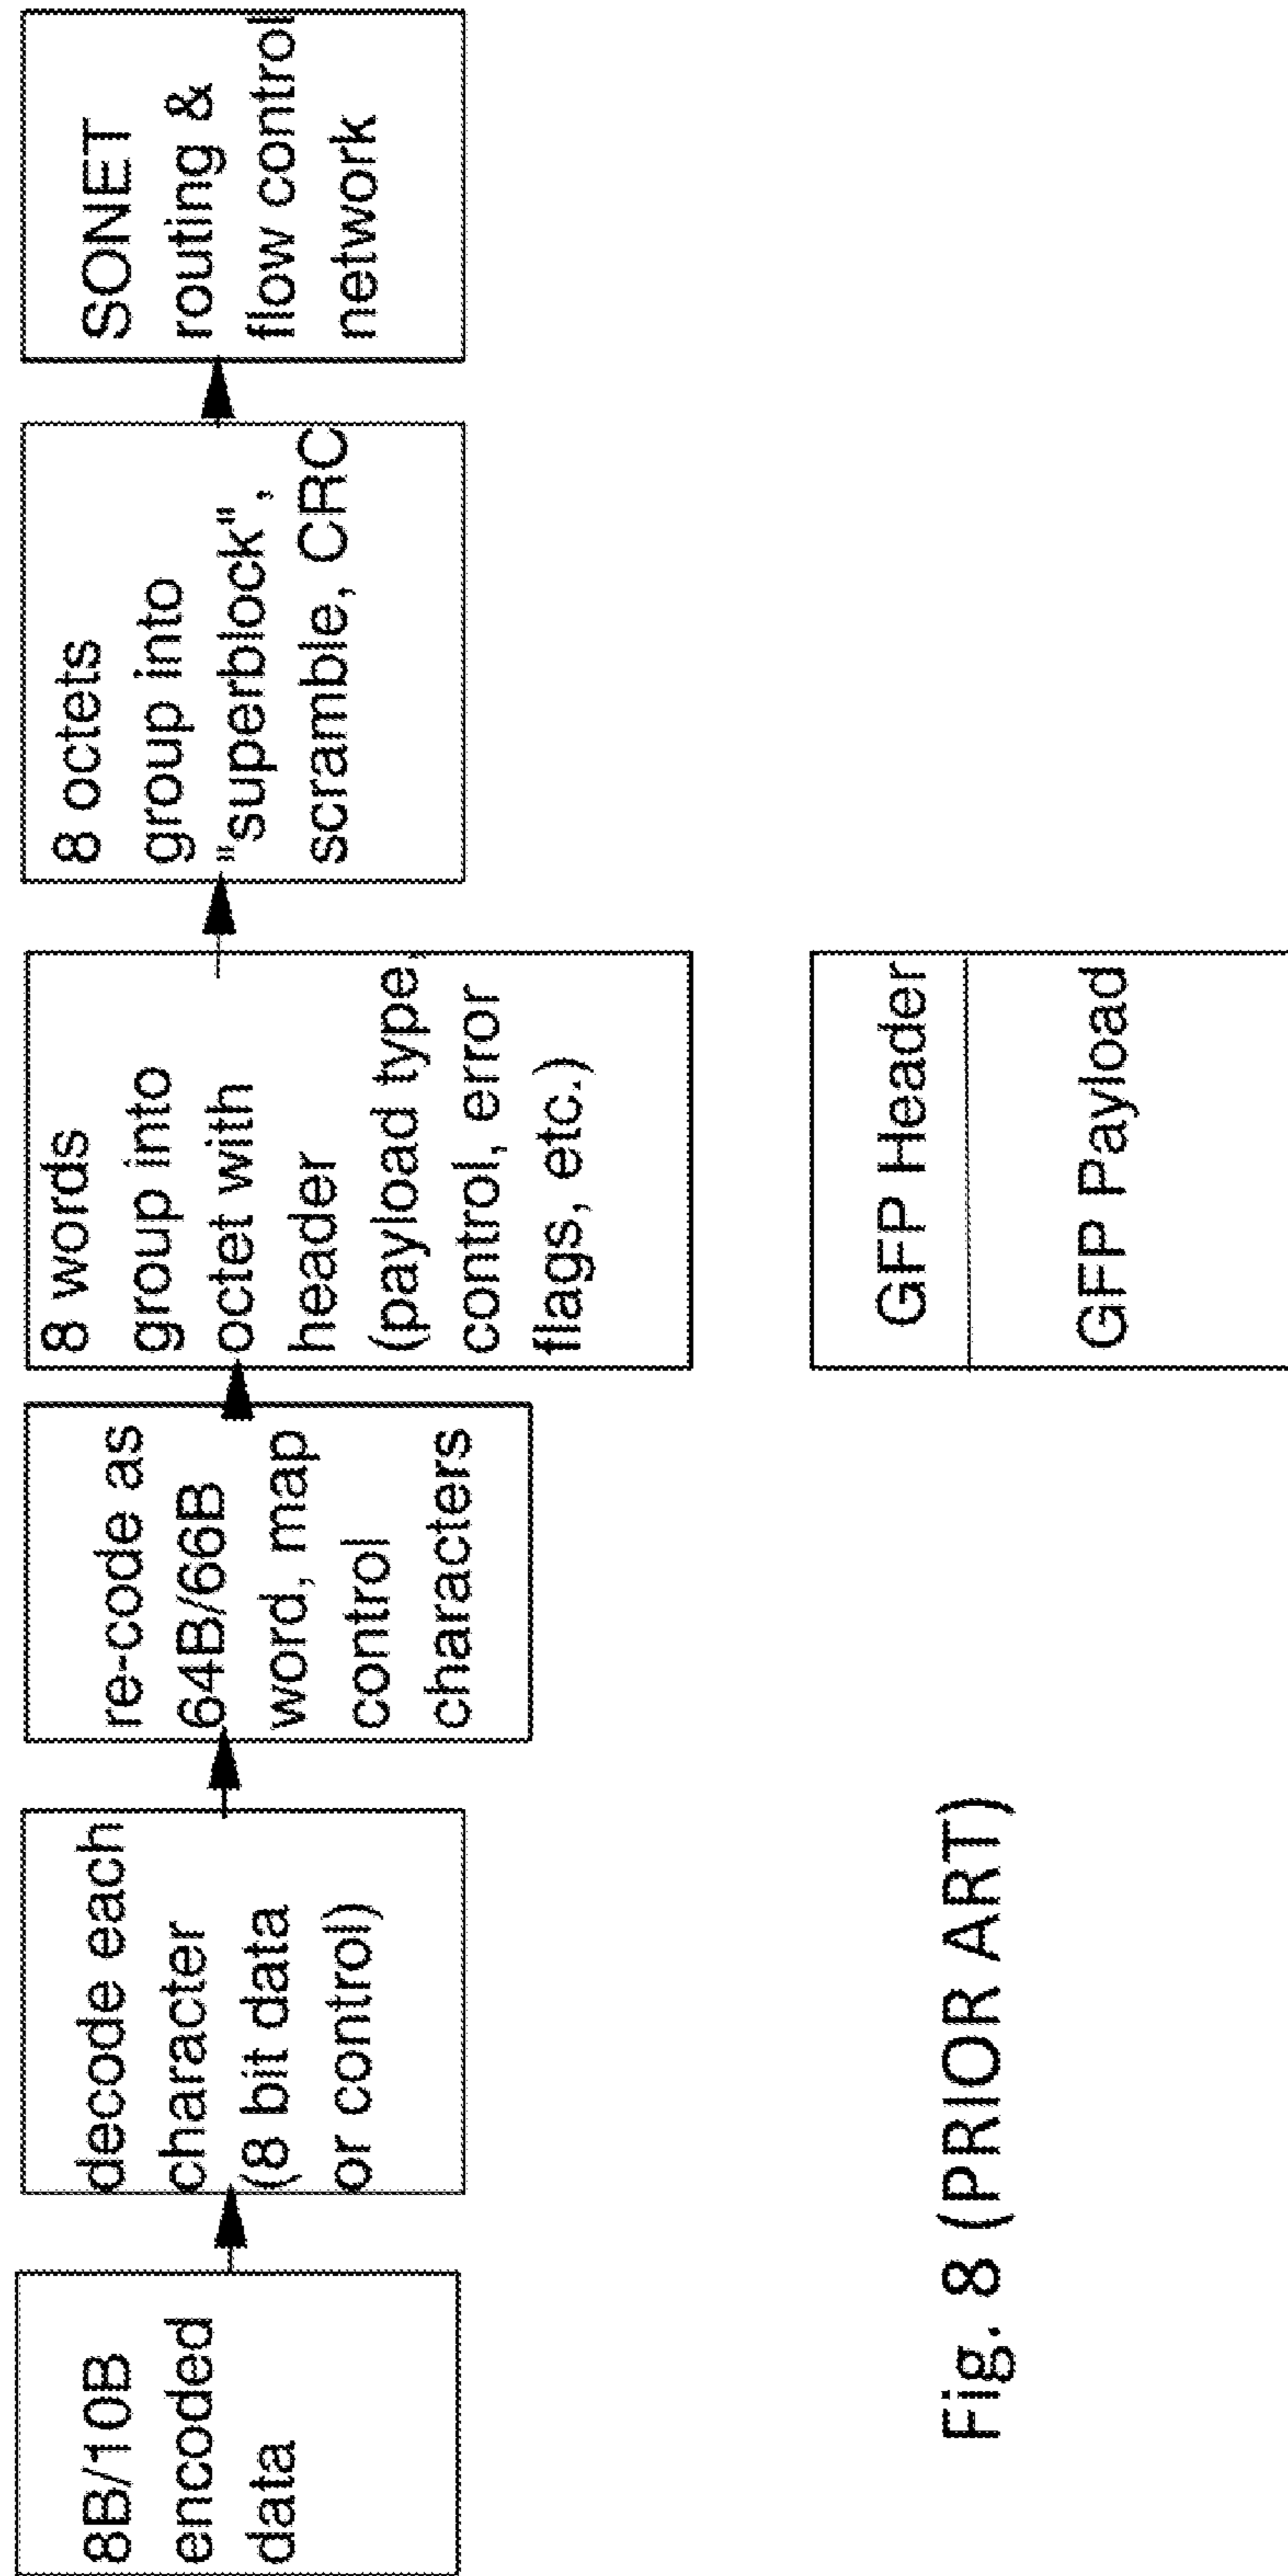 8B/10B
encoded
data
decode each
character
(8 bit data
or control)
re-code as
64B/66B
word, map
control
characters
8 words
group into
octet with
header
(payload type,
control, error
flags, etc.)
8 octets
group into
"superblock",
scramble, CRC
SONET
routing &
flow control
network
GFP Header
GFP Payload
Fig. 8 (PRIOR ART)